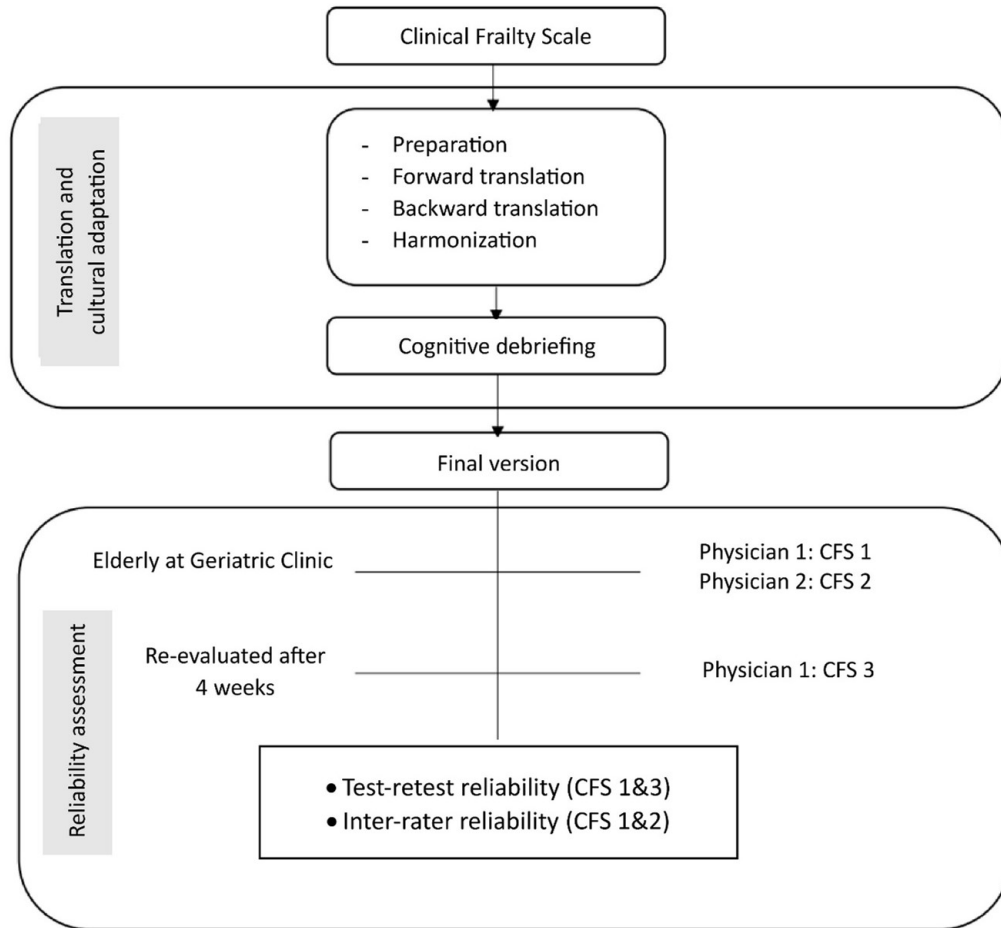 Clinical Frailty Scale
Translation and
cultural adaptation
- Preparation
- Forward translation
- Backward translation
- Harmonization
Cognitive debriefing
Final version
Reliability assessment
Elderly at Geriatric Clinic
Physician 1: CFS 1
Physician 2: CFS 2
Re-evaluated after
4 weeks
Physician 1: CFS 3
• Test-retest reliability (CFS 1&3)
• Inter-rater reliability (CFS 1&2)